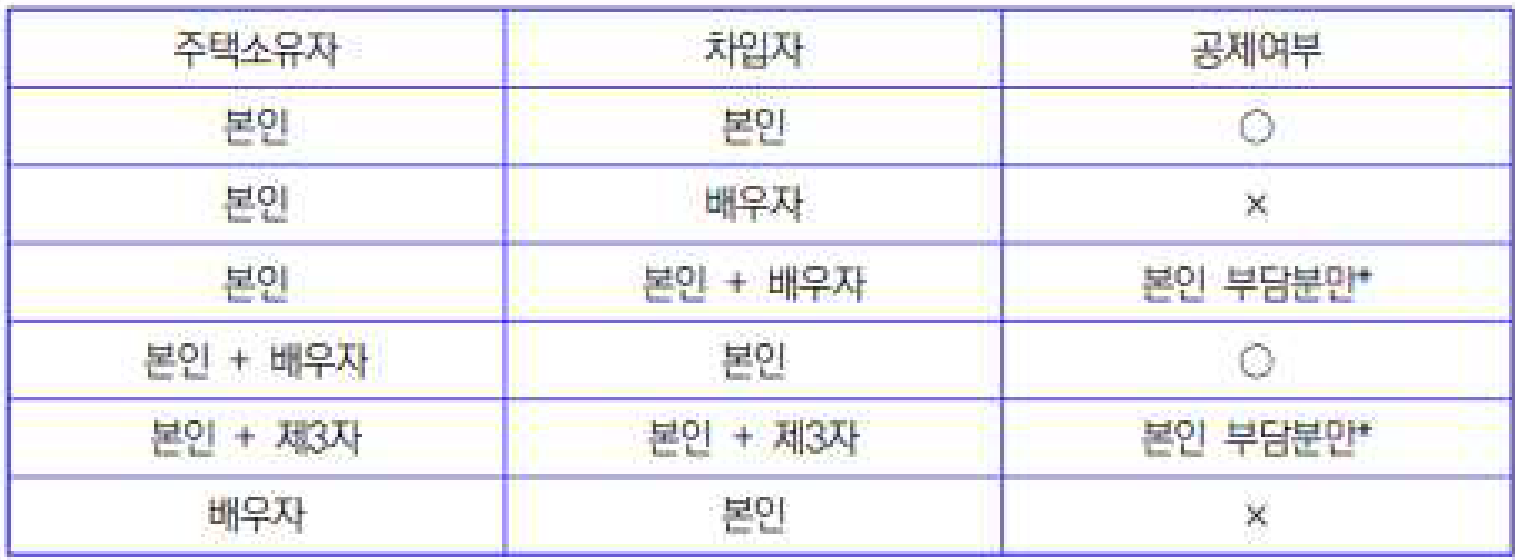 주택소유자 차입자 공제여부
본인 본인 ○
본인 배우자 ×
본인 본인 + 배우자 본인 부담분만*
본인 + 배우자 본인 ○
본인 + 제3자 본인 + 제3자 본인 부담분만*
배우자 본인 ×